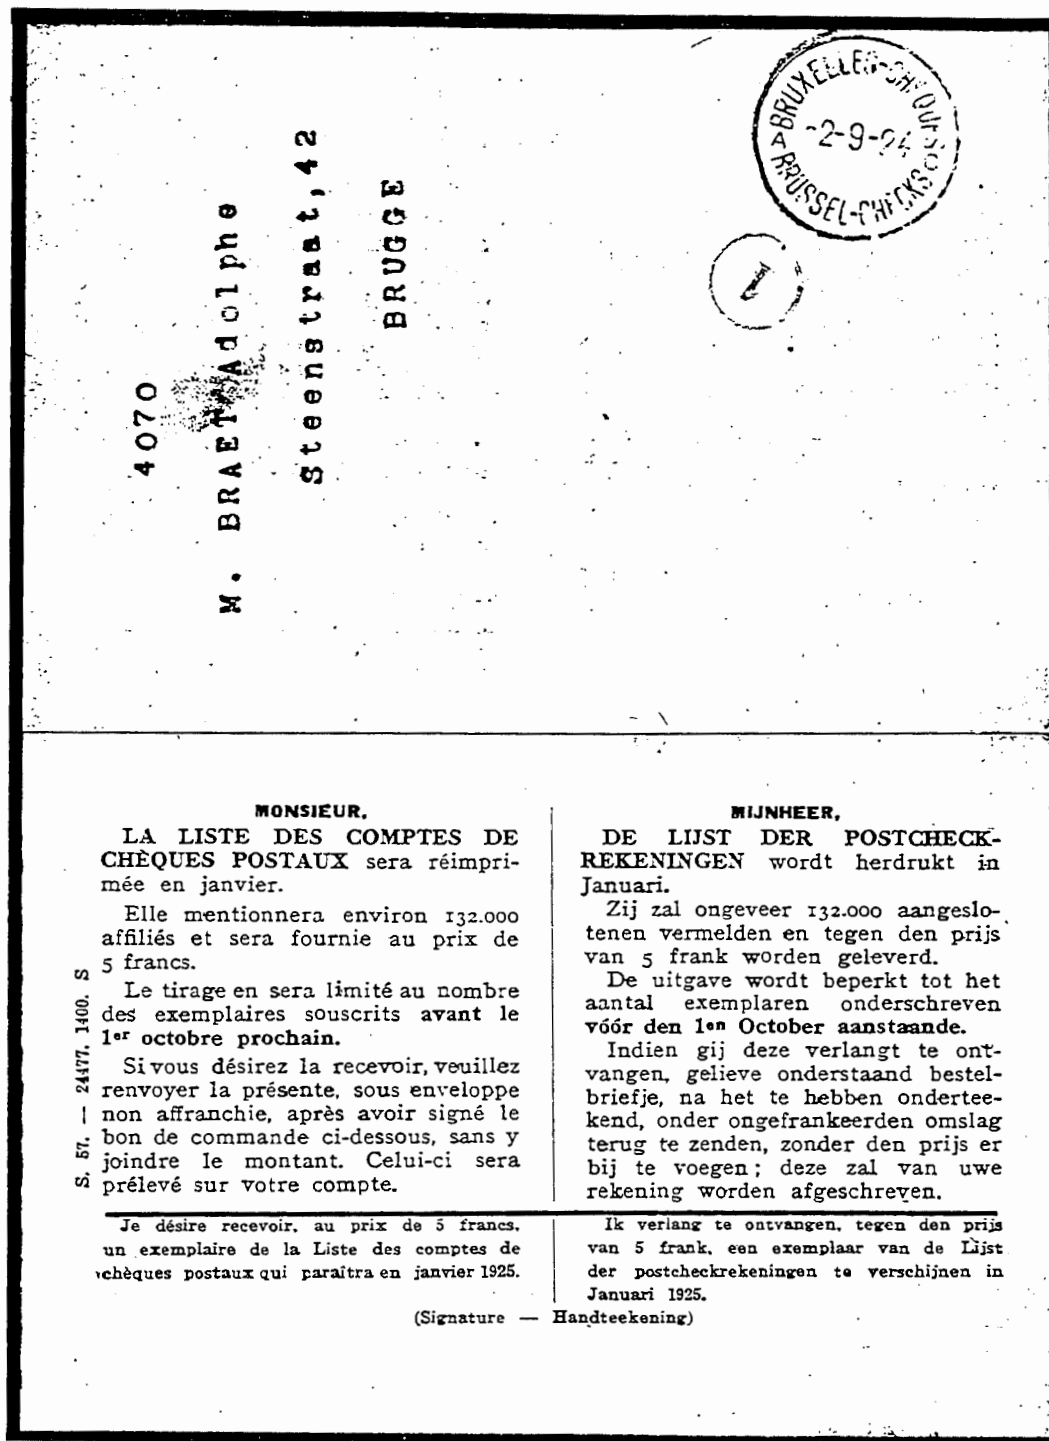 4070
M. BRAET Adolphe
Steenstraat,42
BRUGGE
BRUXELLES-CHÈQUES
-2-9-24
A BRUSSEL-CHECKS
1
MONSIEUR,
LA LISTE DES COMPTES DE
CHÈQUES POSTAUX sera réimpri-
mée en janvier.
Elle mentionnera environ 132.000
affiliés et sera fournie au prix de
5 francs.
Le tirage en sera limité au nombre
des exemplaires souscrits avant le
1er octobre prochain.
Si vous désirez la recevoir, veuillez
renvoyer la présente, sous enveloppe
non affranchie, après avoir signé le
bon de commande ci-dessous, sans y
joindre le montant. Celui-ci sera
prélevé sur votre compte.
S. 57. — 24477. 1400. S
MIJNHEER,
DE LIJST DER POSTCHECK-
REKENINGEN wordt herdrukt in
Januari.
Zij zal ongeveer 132.000 aangeslo-
tenen vermelden en tegen den prijs
van 5 frank worden geleverd.
De uitgave wordt beperkt tot het
aantal exemplaren onderschreven
vóór den 1en October aanstaande.
Indien gij deze verlangt te ont-
vangen, gelieve onderstaand bestel-
briefje, na het te hebben onderTee-
kend, onder ongefrankeerden omslag
terug te zenden, zonder den prijs er
bij te voegen; deze zal van uwe
rekening worden afgeschreven.
Je désire recevoir, au prix de 5 francs,
un exemplaire de la Liste des comptes de
chèques postaux qui paraîtra en janvier 1925.
Ik verlang te ontvangen, tegen den prijs
van 5 frank, een exemplaar van de Lijst
der postcheckrekeningen te verschijnen in
Januari 1925.
(Signature — Handteekening)